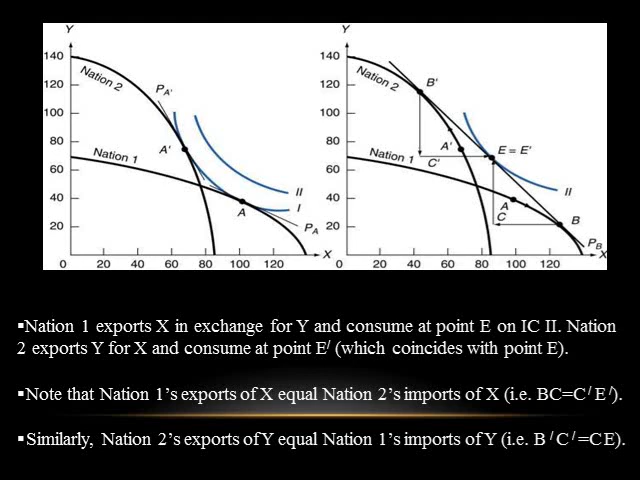 Y
140
120
100
80
60
40
20
0
20
40
60
80
100
120
X
Nation 2
Nation 1
PA'
A'
A
PA
II
I
Y
140
120
100
80
60
40
20
0
20
40
60
80
100
120
X
Nation 2
Nation 1
B'
A'
C'
E = E'
II
A
C
B
PB
▪Nation 1 exports X in exchange for Y and consume at point E on IC II. Nation
2 exports Y for X and consume at point E/ (which coincides with point E).
▪Note that Nation 1’s exports of X equal Nation 2’s imports of X (i.e. BC=C/E/).
▪Similarly, Nation 2’s exports of Y equal Nation 1’s imports of Y (i.e. B/C/=CE).